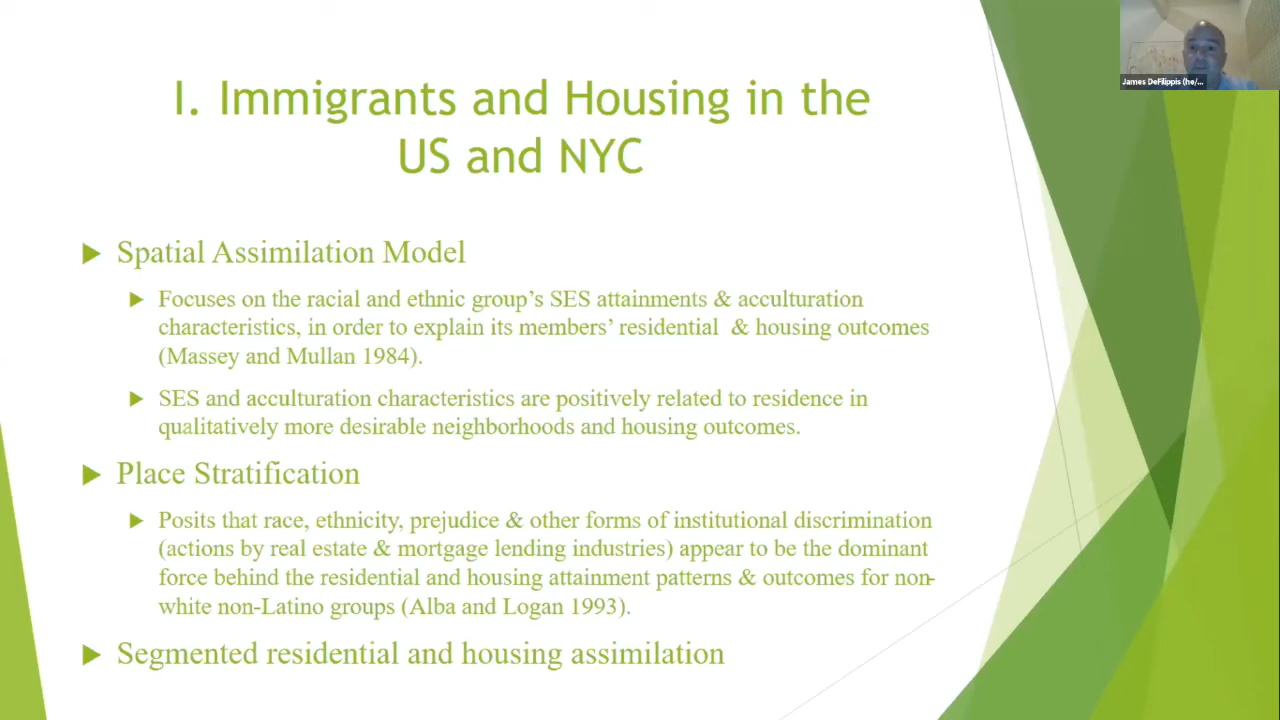 James DeFilippis (he/...
I. Immigrants and Housing in the
US and NYC
Spatial Assimilation Model
Focuses on the racial and ethnic group's SES attainments & acculturation
characteristics, in order to explain its members' residential & housing outcomes
(Massey and Mullan 1984).
SES and acculturation characteristics are positively related to residence in
qualitatively more desirable neighborhoods and housing outcomes.
Place Stratification
Posits that race, ethnicity, prejudice & other forms of institutional discrimination
(actions by real estate & mortgage lending industries) appear to be the dominant
force behind the residential and housing attainment patterns & outcomes for non-
white non-Latino groups (Alba and Logan 1993).
Segmented residential and housing assimilation